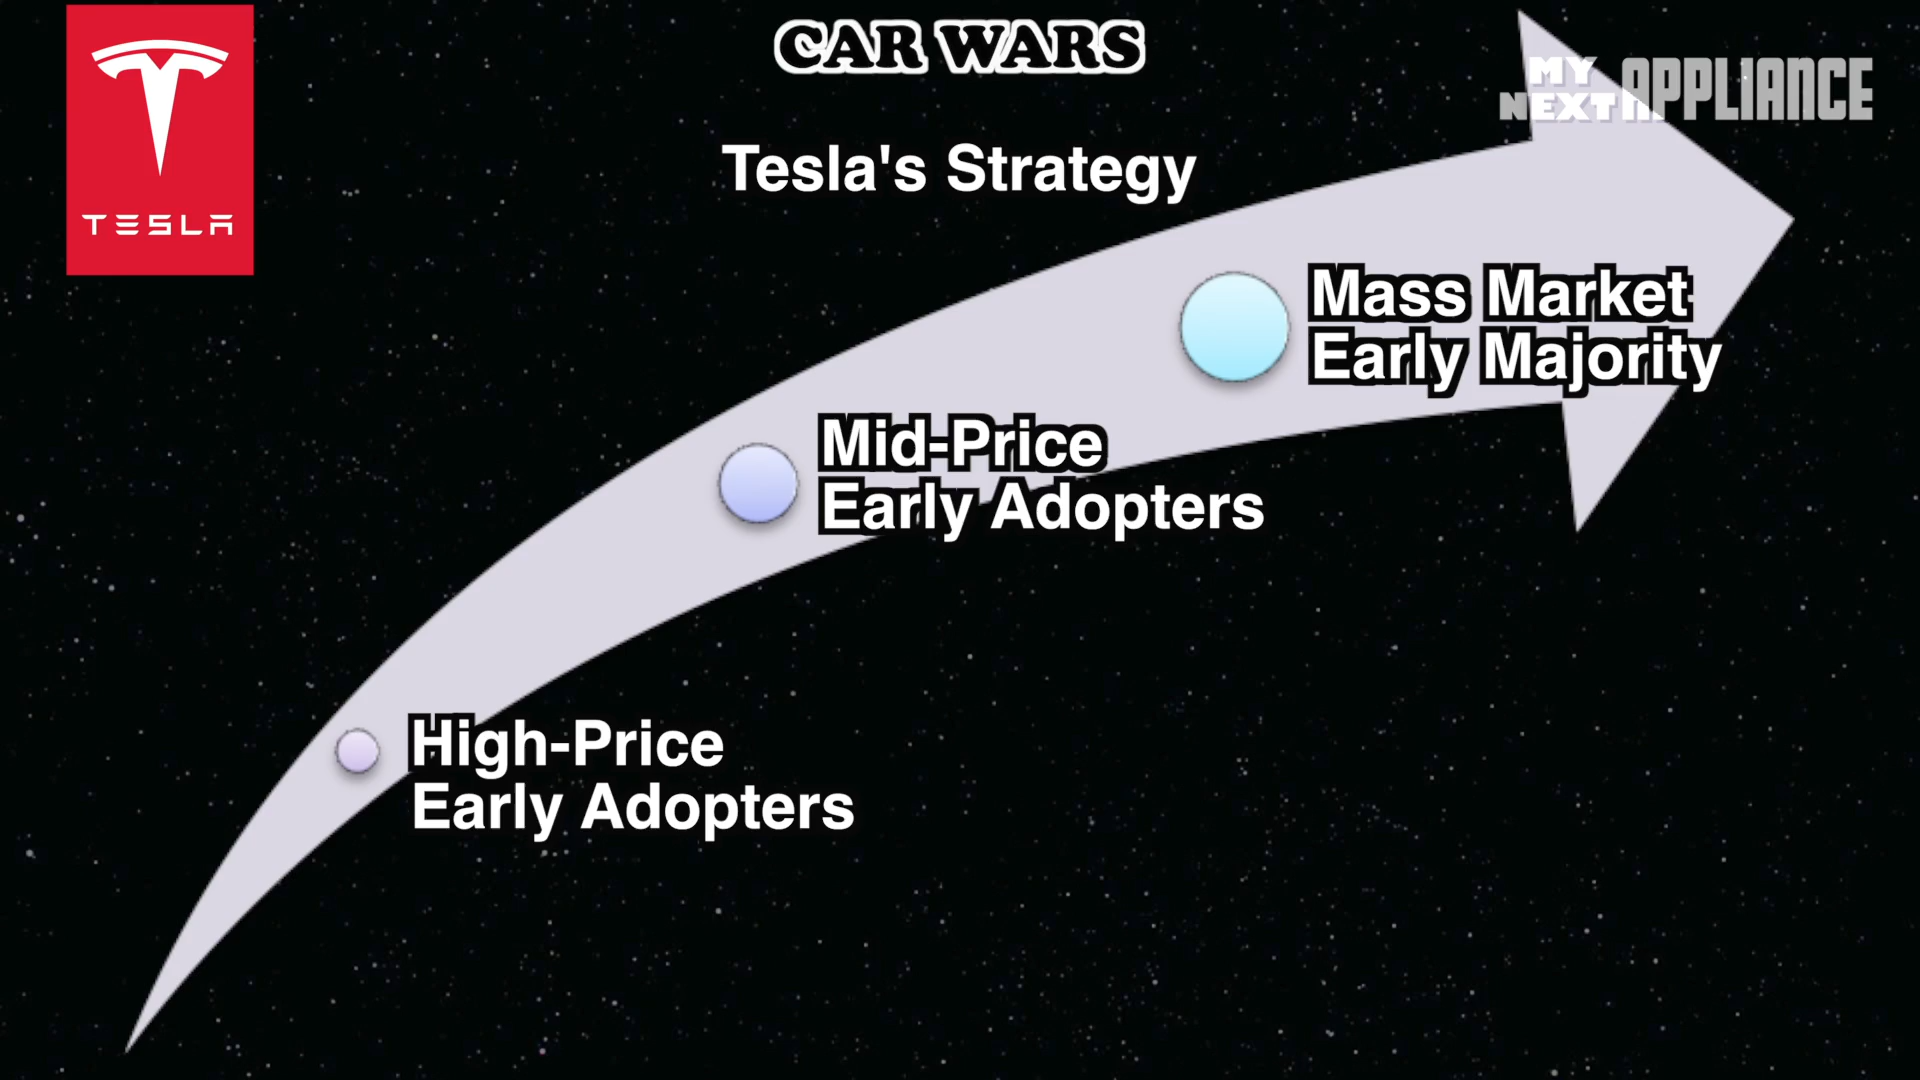 TESLA
CAR WARS
MY
NEXT APPLIANCE
Tesla's Strategy
Mass Market
Early Majority
Mid-Price
Early Adopters
High-Price
Early Adopters